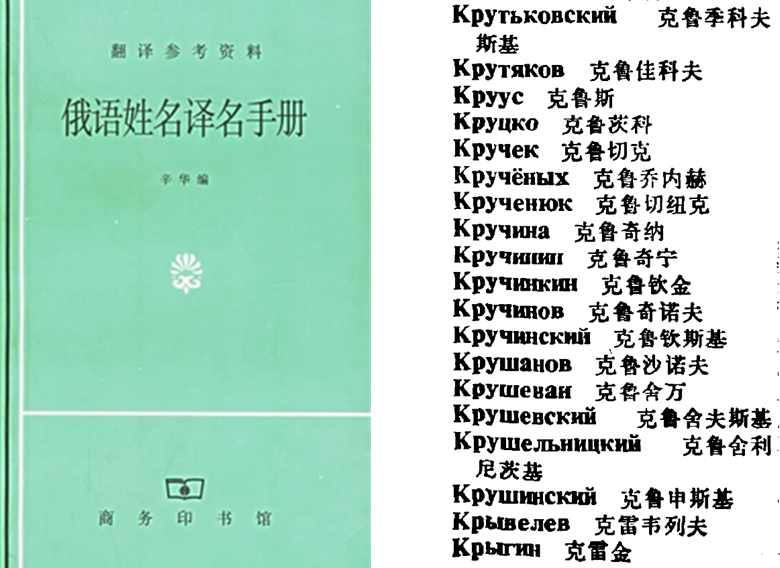 翻译参考资料
俄语姓名译名手册
辛华编
商务印书馆
Крутьковский 克鲁季科夫
斯基
Крутяков 克鲁佳科夫
Круус 克鲁斯
Круцко 克鲁茨科
Кручек 克鲁切克
Кручёных 克鲁乔内赫
Крученюк 克鲁切纽克
Кручина 克鲁奇纳
Кручинин 克鲁奇宁
Кручинкин 克鲁钦金
Кручинов 克鲁奇诺夫
Кручинский 克鲁钦斯基
Крушанов 克鲁沙诺夫
Крушеван 克鲁舍万
Крушевский 克鲁舍夫斯基
Крушельницкий 克鲁舍利
尼茨基
Крушинский 克鲁申斯基
Крывелев 克雷韦列夫
Крыгин 克雷金